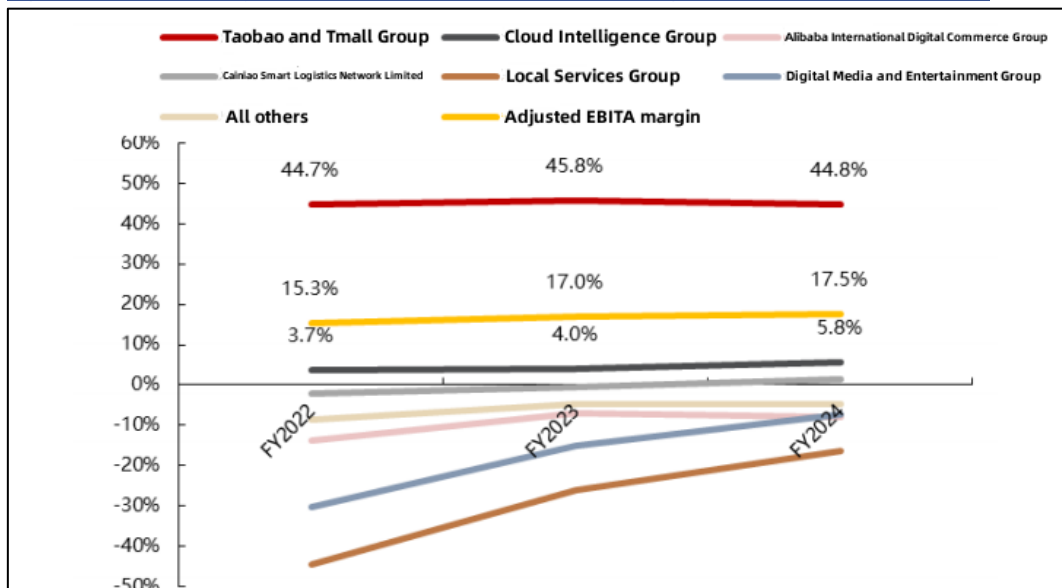 Taobao and Tmall Group Cloud Intelligence Group Alibaba International Digital Commerce Group
Cainiao Smart Logistics Network Limited Local Services Group Digital Media and Entertainment Group
All others Adjusted EBITA margin
60%
50%
40%
30%
20%
10%
0%
-10%
-20%
-30%
-40%
-50%
44.7% 45.8% 44.8%
15.3% 17.0% 17.5%
3.7% 4.0% 5.8%
FY2022 FY2023 FY2024